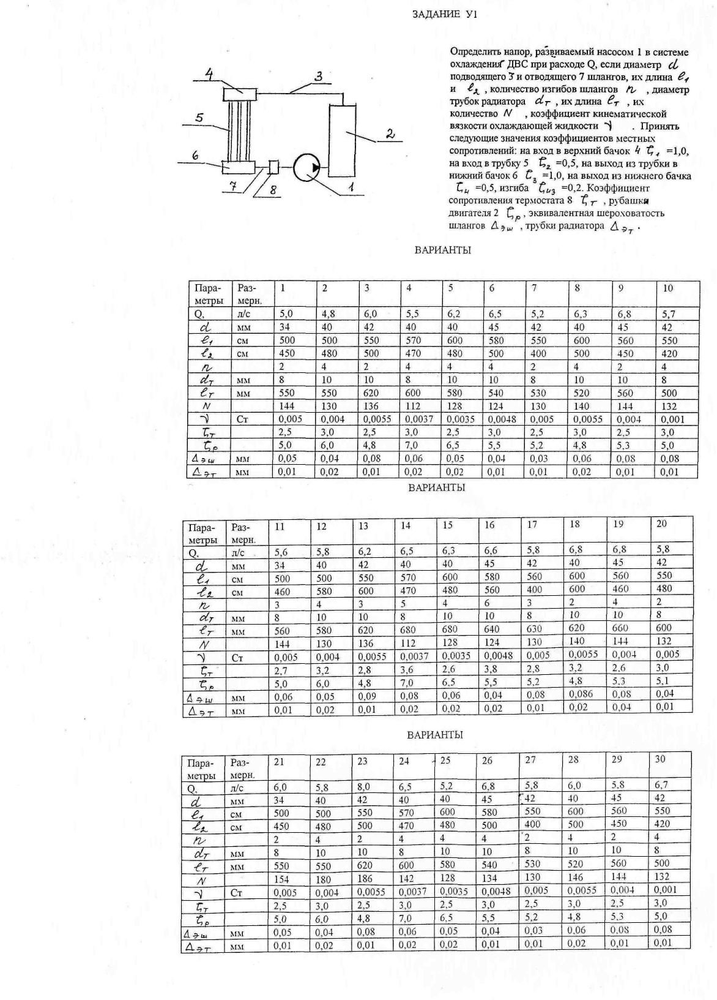 ЗАДАНИЕ У1
4
3
5
2
6
7
8
1
Определить напор, развиваемый насосом 1 в системе
охлаждения ДВС при расходе Q, если диаметр d
подводящего 3 и отводящего 7 шлангов, их длина ℓ₁
и ℓ₂ , количество изгибов шлангов n , диаметр
трубок радиатора d_T , их длина ℓ_T , их
количество N , коэффициент кинематической
вязкости охлаждающей жидкости ν . Принять
следующие значения коэффициентов местных
сопротивлений: на вход в верхний бачок 4 ζ₁ =1,0,
на вход в трубку 5 ζ₂ =0,5, на выход из трубки в
нижний бачок 6 ζ₃ =1,0, на выход из нижнего бачка
ζ₄ =0,5, изгиба ζ_из =0,2. Коэффициент
сопротивления термостата 8 ζ_T , рубашки
двигателя 2 ζ_р , эквивалентная шероховатость
шлангов Δ_эш , трубки радиатора Δ_эT .
ВАРИАНТЫ
Пара- Раз- 1 2 3 4 5 6 7 8 9 10
метры мерн.
Q, л/с 5,0 4,8 6,0 5,5 6,2 6,5 5,2 6,3 6,8 5,7
d мм 34 40 42 40 40 45 42 40 45 42
ℓ₁ см 500 500 550 570 600 580 550 600 560 550
ℓ₂ см 450 480 500 470 480 500 400 500 450 420
n 2 4 2 4 4 4 2 4 2 4
d_T мм 8 10 10 8 10 10 8 10 10 8
ℓ_T мм 550 550 620 600 580 540 530 520 560 500
N 144 130 136 112 128 124 130 140 144 132
ν Ст 0,005 0,004 0,0055 0,0037 0,0035 0,0048 0,005 0,0055 0,004 0,001
ζ_T 2,5 3,0 2,5 3,0 2,5 3,0 2,5 3,0 2,5 3,0
ζ_р 5,0 6,0 4,8 7,0 6,5 5,5 5,2 4,8 5,3 5,0
Δ_эш мм 0,05 0,04 0,08 0,06 0,05 0,04 0,03 0,06 0,08 0,08
Δ_эT мм 0,01 0,02 0,01 0,02 0,02 0,01 0,01 0,02 0,01 0,01
ВАРИАНТЫ
Пара- Раз- 11 12 13 14 15 16 17 18 19 20
метры мерн.
Q, л/с 5,6 5,8 6,2 6,5 6,3 6,6 5,8 6,8 6,8 5,8
d мм 34 40 42 40 40 45 42 40 45 42
ℓ₁ см 500 500 550 570 600 580 560 600 560 550
ℓ₂ см 460 580 600 470 480 560 400 600 460 480
n 3 4 3 5 4 6 3 2 4 2
d_T мм 8 10 10 8 10 10 8 10 10 8
ℓ_T мм 560 580 620 680 680 640 630 620 660 600
N 144 130 136 112 128 124 130 140 144 132
ν Ст 0,005 0,004 0,0055 0,0037 0,0035 0,0048 0,005 0,0055 0,004 0,005
ζ_T 2,7 3,2 2,8 3,6 2,6 3,8 2,8 3,2 2,6 3,0
ζ_р 5,0 6,0 4,8 7,0 6,5 5,5 5,2 4,8 5.3 5,1
Δ_эш мм 0,06 0,05 0,09 0,08 0,06 0,04 0,08 0,086 0,08 0,04
Δ_эT мм 0,01 0,02 0,01 0,02 0,02 0,02 0,01 0,02 0,04 0,01
ВАРИАНТЫ
Пара- Раз- 21 22 23 24 25 26 27 28 29 30
метры мерн.
Q, л/с 6,0 5,8 8,0 6,5 5,2 6,8 5,8 6,0 5,8 6,7
d мм 34 40 42 40 40 45 42 40 45 42
ℓ₁ см 500 500 550 570 600 580 550 600 560 550
ℓ₂ см 450 480 500 470 480 500 400 500 450 420
n 2 4 2 4 4 4 2 4 2 4
d_T мм 8 10 10 8 10 10 8 10 10 8
ℓ_T мм 550 550 620 600 580 540 530 520 560 500
N 154 180 186 142 128 134 130 146 144 132
ν Ст 0,005 0,004 0,0055 0,0037 0,0035 0,0048 0,005 0,0055 0,004 0,001
ζ_T 2,5 3,0 2,5 3,0 2,5 3,0 2,5 3,0 2,5 3,0
ζ_р 5,0 6,0 4,8 7,0 6,5 5,5 5,2 4,8 5,3 5,0
Δ_эш мм 0,05 0,04 0,08 0,06 0,05 0,04 0,03 0,06 0,08 0,08
Δ_эT мм 0,01 0,02 0,01 0,02 0,02 0,01 0,01 0,02 0,01 0,01